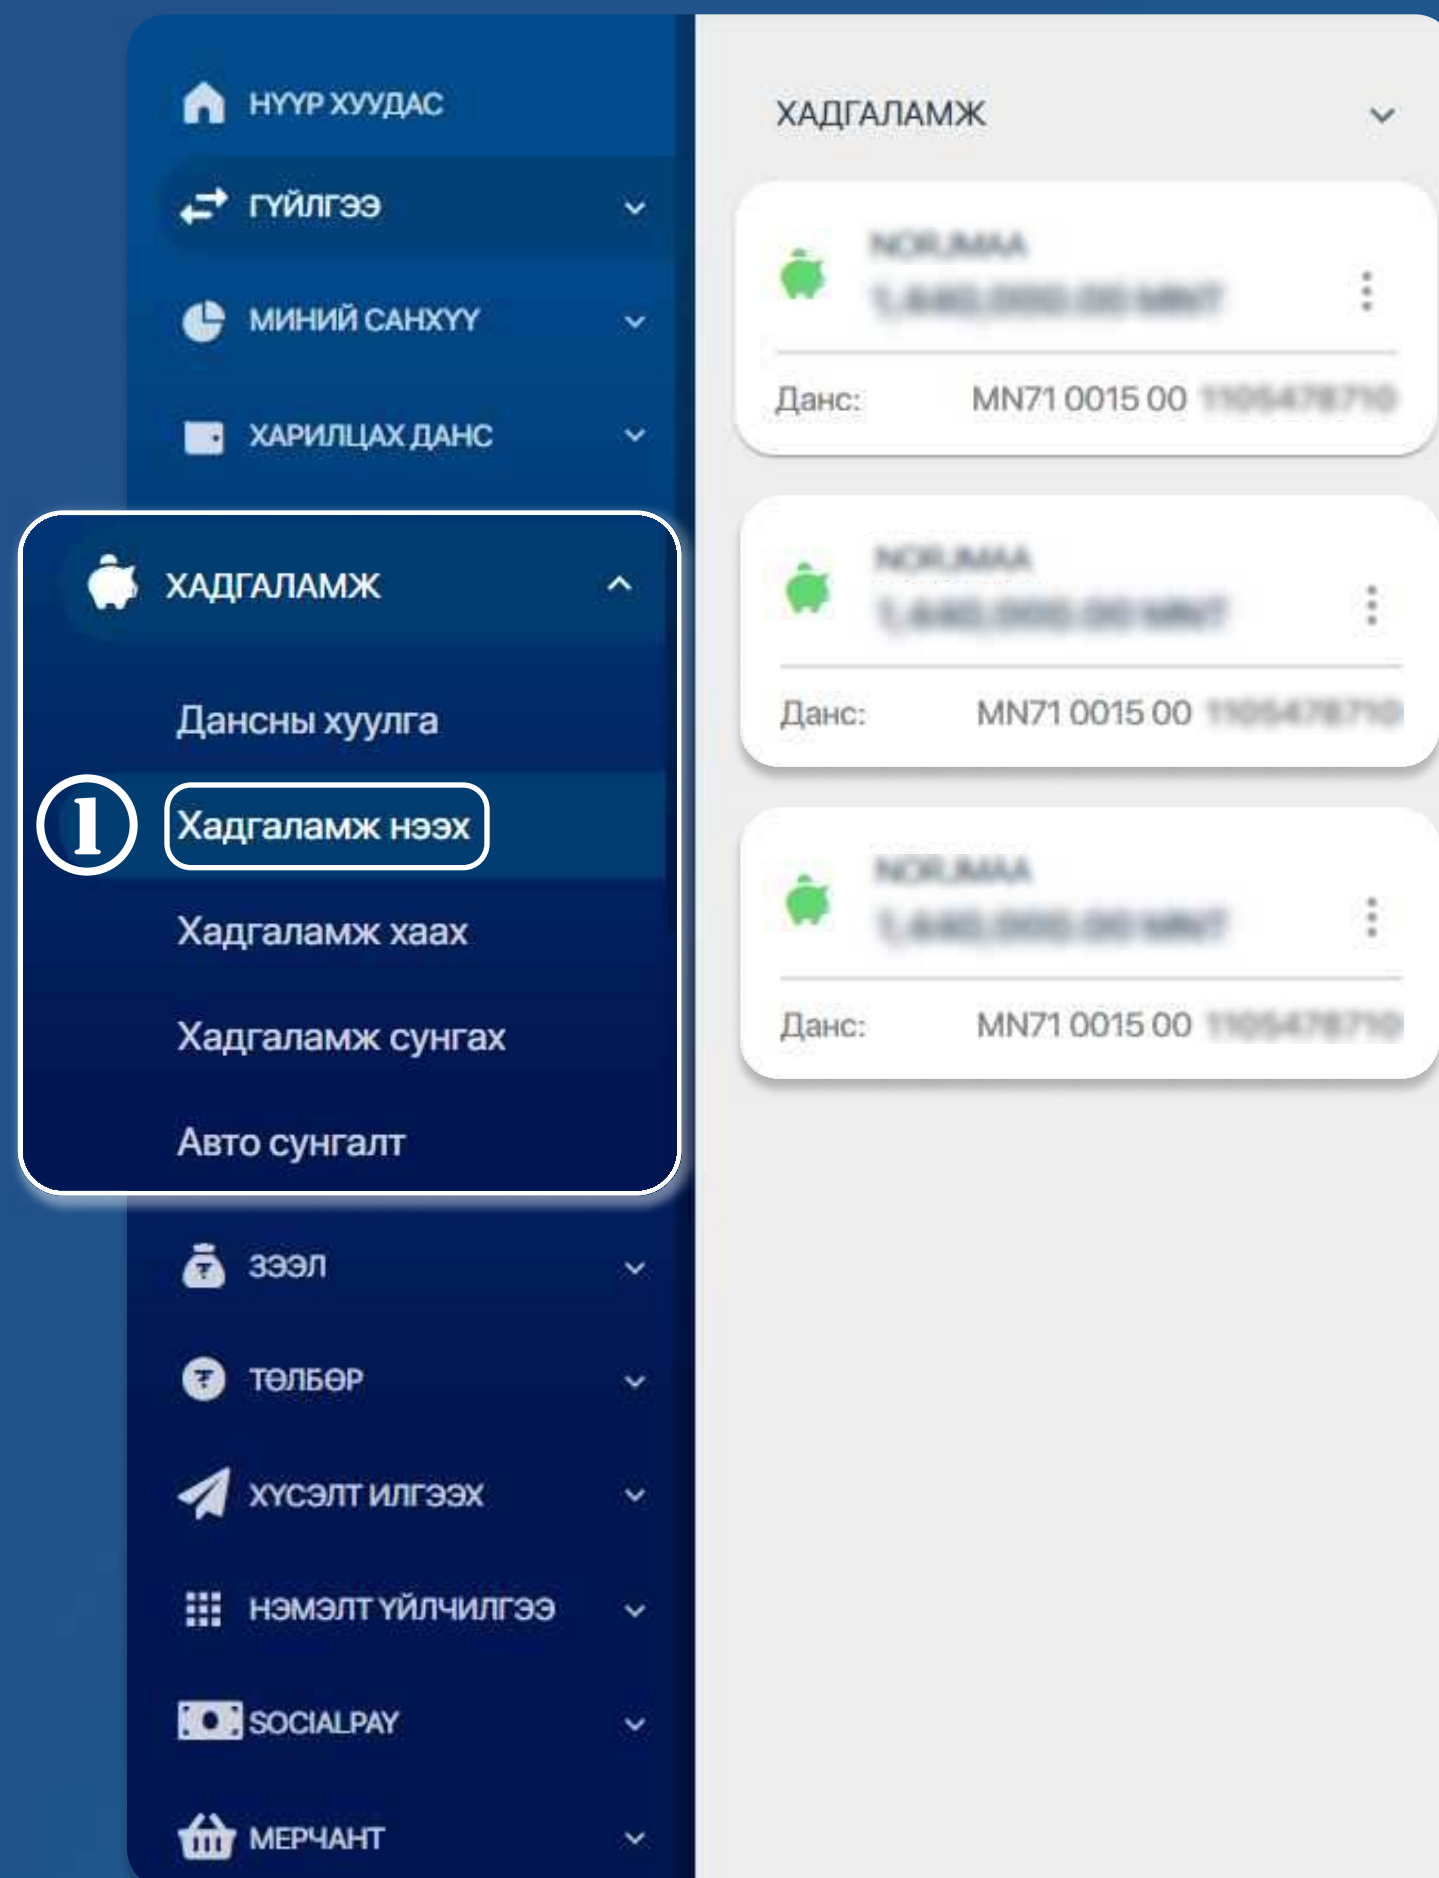 НҮҮР ХУУДАС
ГҮЙЛГЭЭ
МИНИЙ САНХҮҮ
ХАРИЛЦАХ ДАНС
ХАДГАЛАМЖ
Дансны хуулга
1 Хадгаламж нээх
Хадгаламж хаах
Хадгаламж сунгах
Авто сунгалт
ЗЭЭЛ
ТӨЛБӨР
ХҮСЭЛТ ИЛГЭЭХ
НЭМЭЛТ ҮЙЛЧИЛГЭЭ
SOCIALPAY
МЕРЧАНТ
ХАДГАЛАМЖ
Данс: MN71 0015 00
Данс: MN71 0015 00
Данс: MN71 0015 00